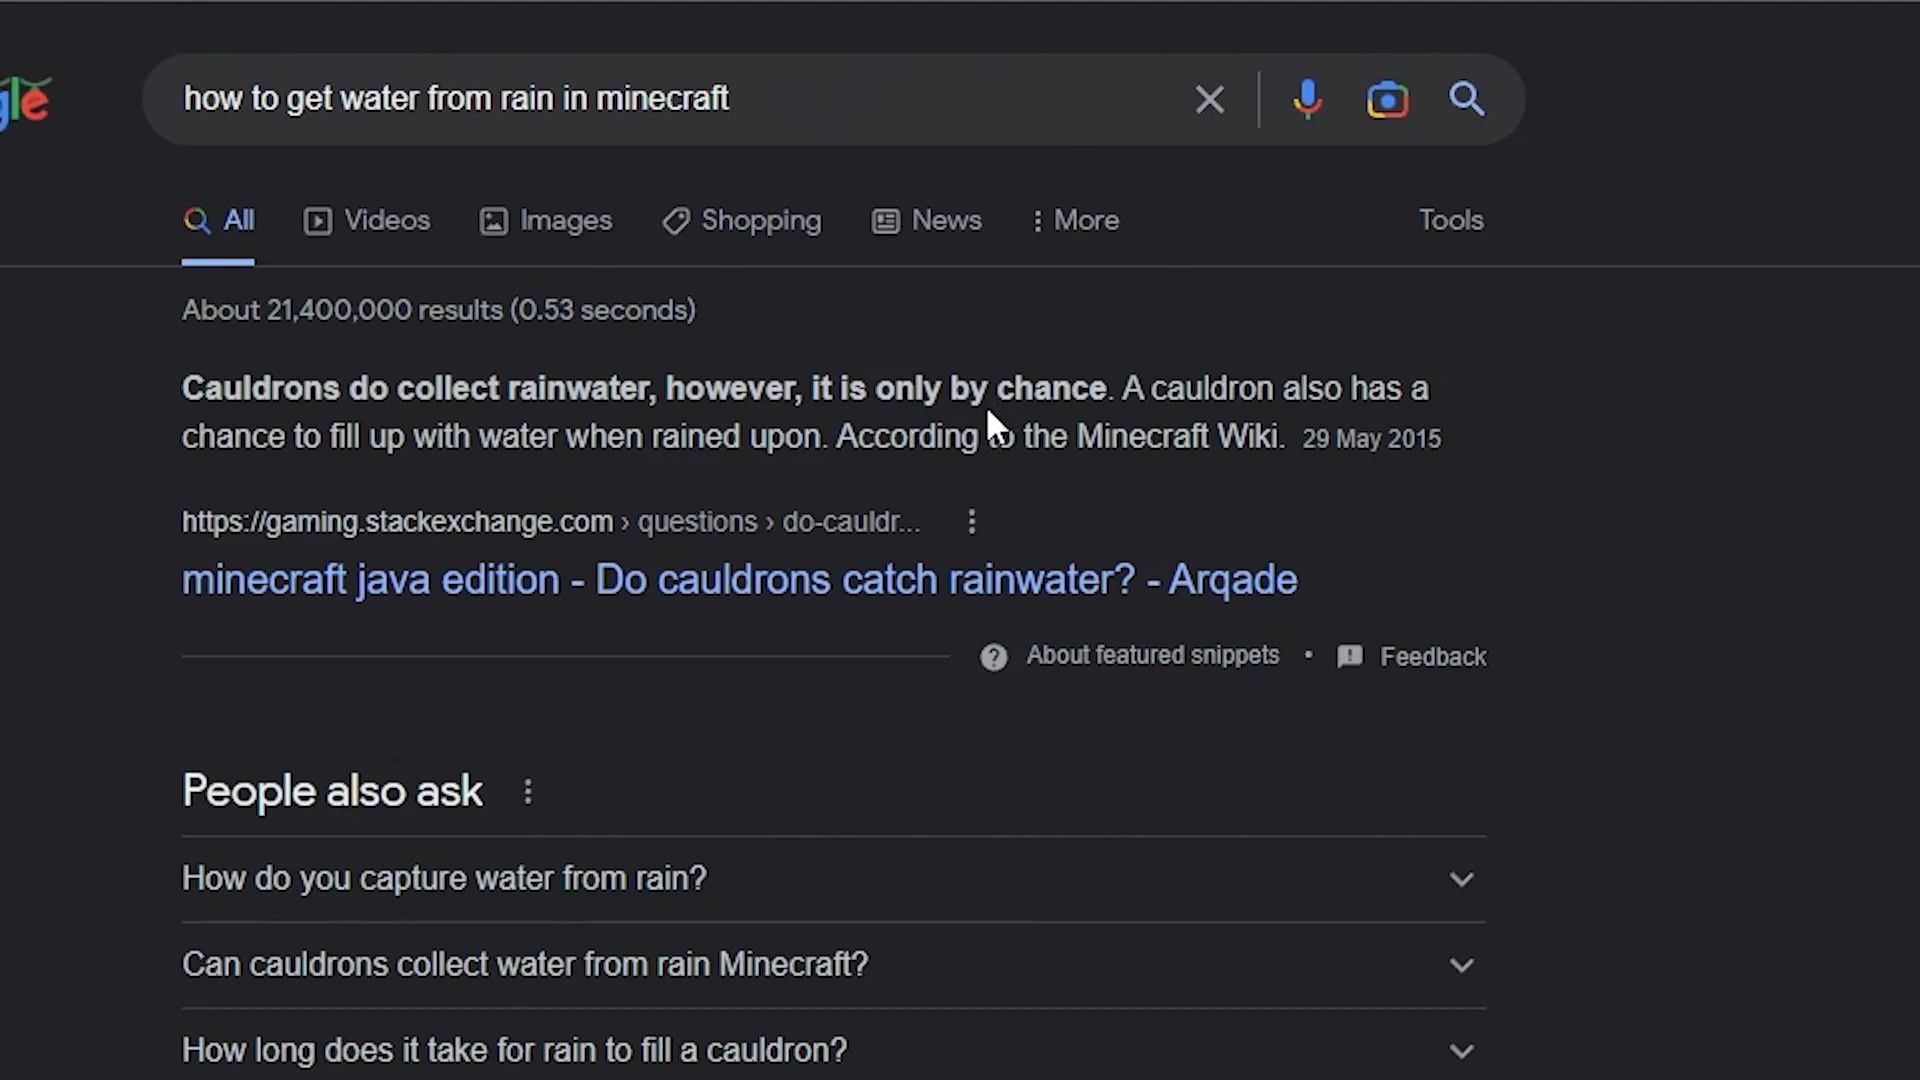 gle
how to get water from rain in minecraft
All Videos Images Shopping News More Tools
About 21,400,000 results (0.53 seconds)
Cauldrons do collect rainwater, however, it is only by chance. A cauldron also has a
chance to fill up with water when rained upon. According to the Minecraft Wiki. 29 May 2015
https://gaming.stackexchange.com › questions › do-cauldr...
minecraft java edition - Do cauldrons catch rainwater? - Arqade
About featured snippets • Feedback
People also ask
How do you capture water from rain?
Can cauldrons collect water from rain Minecraft?
How long does it take for rain to fill a cauldron?